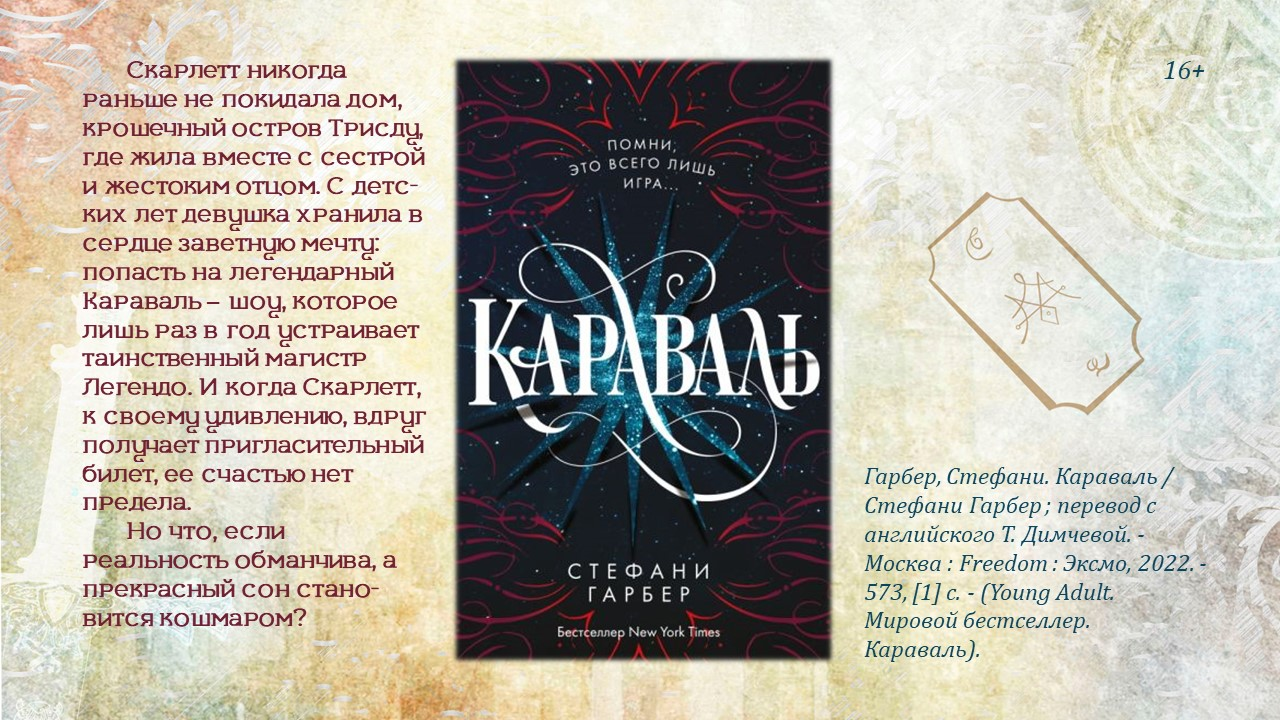 Скарлетт никогда
раньше не покидала дом,
крошечный остров Трисду,
где жила вместе с сестрой
и жестоким отцом. С детс-
ких лет девушка хранила в
сердце заветную мечту:
попасть на легендарный
Караваль – шоу, которое
лишь раз в год устраивает
таинственный магистр
Легендо. И когда Скарлетт,
к своему удивлению, вдруг
получает пригласительный
билет, ее счастью нет
предела.
Но что, если
реальность обманчива, а
прекрасный сон стано-
вится кошмаром?
ПОМНИ,
ЭТО ВСЕГО ЛИШЬ
ИГРА...
КАРАВАЛЬ
СТЕФАНИ
ГАРБЕР
Бестселлер New York Times
16+
Гарбер, Стефани. Караваль /
Стефани Гарбер ; перевод с
английского Т. Димчевой. -
Москва : Freedom : Эксмо, 2022. -
573, [1] с. - (Young Adult.
Мировой бестселлер.
Караваль).